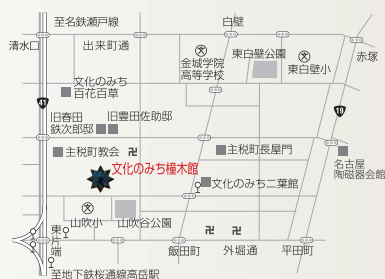 至名鉄瀬戸線
白壁
清水口
出来町通
金城学院
高等学校
東白壁公園
東白壁小
赤塚
文化のみち
百花百草
41
19
旧春田
鉄次郎邸
旧豊田佐助邸
主税町教会
主税町長屋門
文化のみち橦木館
名古屋
陶磁器会館
文化のみち二葉館
山吹小
山吹谷公園
東片端
飯田町
外堀通
平田町
至地下鉄桜通線高岳駅